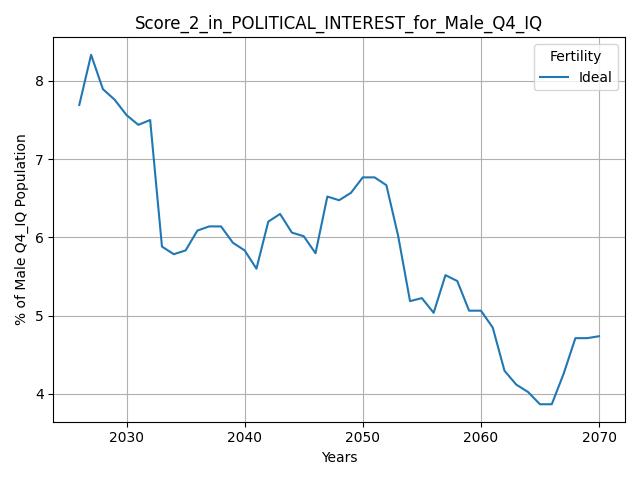 Score_2_in_POLITICAL_INTEREST_for_Male_Q4_IQ
Fertility
Ideal
% of Male Q4_IQ Population
8
7
6
5
4
2030 2040 2050 2060 2070
Years